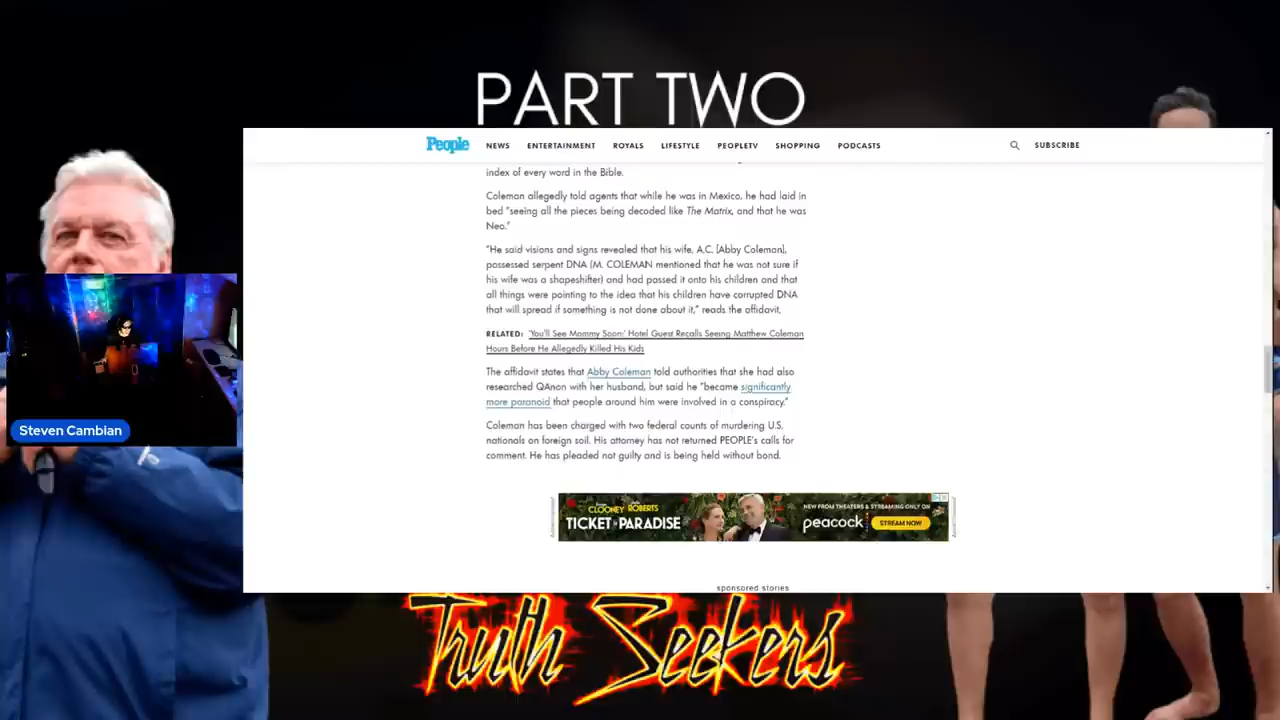 PART TWO
People
NEWS ENTERTAINMENT ROYALS LIFESTYLE PEOPLETV SHOPPING PODCASTS SUBSCRIBE
index of every word in the Bible.
Coleman allegedly told agents that while he was in Mexico, he had laid in
bed "seeing all the pieces being decoded like The Matrix, and that he was
Neo."
"He said visions and signs revealed that his wife, A.C. [Abby Coleman],
possessed serpent DNA (M. COLEMAN mentioned that he was not sure if
his wife was a shapeshifter) and had passed it onto his children and that
all things were pointing to the idea that his children have corrupted DNA
that will spread if something is not done about it," reads the affidavit.
RELATED: 'You'll See Mommy Soon:' Hotel Guest Recalls Seeing Matthew Coleman
Hours Before He Allegedly Killed His Kids
The affidavit states that Abby Coleman told authorities that she had also
researched QAnon with her husband, but said he "became significantly
more paranoid that people around him were involved in a conspiracy."
Coleman has been charged with two federal counts of murdering U.S.
nationals on foreign soil. His attorney has not returned PEOPLE's calls for
comment. He has pleaded not guilty and is being held without bond.
Steven Cambian
CLOONEY ROBERTS
TICKET TO PARADISE
NEW FROM THEATERS & STREAMING ONLY ON
peacock
STREAM NOW
sponsored stories
Truth Seekers